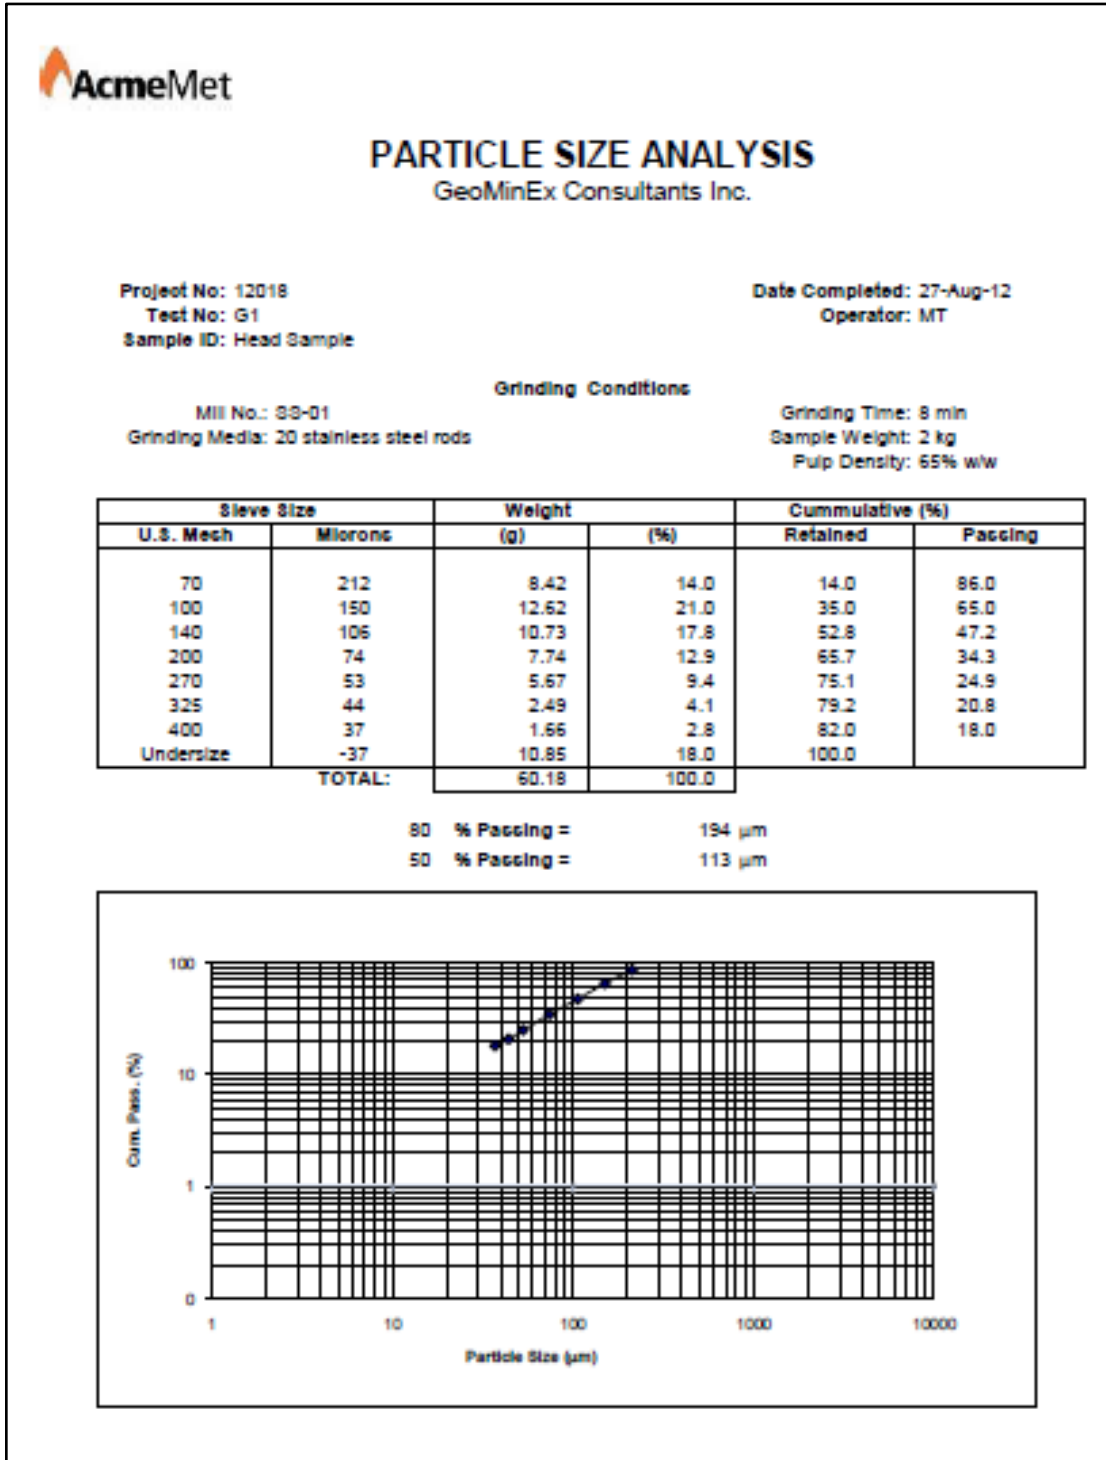 AcmeMet
PARTICLE SIZE ANALYSIS
GeoMinEx Consultants Inc.
Project No: 12018 Date Completed: 27-Aug-12
Test No: G1 Operator: MT
Sample ID: Head Sample
Grinding Conditions
Mill No.: SS-01 Grinding Time: 8 min
Grinding Media: 20 stainless steel rods Sample Weight: 2 kg
Pulp Density: 65% w/w
Sieve Size Weight Cummulative (%)
U.S. Mesh Microns (g) (%) Retained Passing
70 212 8.42 14.0 14.0 86.0
100 150 12.62 21.0 35.0 65.0
140 106 10.73 17.8 52.8 47.2
200 74 7.74 12.9 65.7 34.3
270 53 5.67 9.4 75.1 24.9
325 44 2.49 4.1 79.2 20.8
400 37 1.66 2.8 82.0 18.0
Undersize -37 10.85 18.0 100.0
TOTAL: 60.18 100.0
80 % Passing = 194 µm
50 % Passing = 113 µm
100
10
1
0
Cum. Pass. (%)
1 10 100 1000 10000
Particle Size (µm)